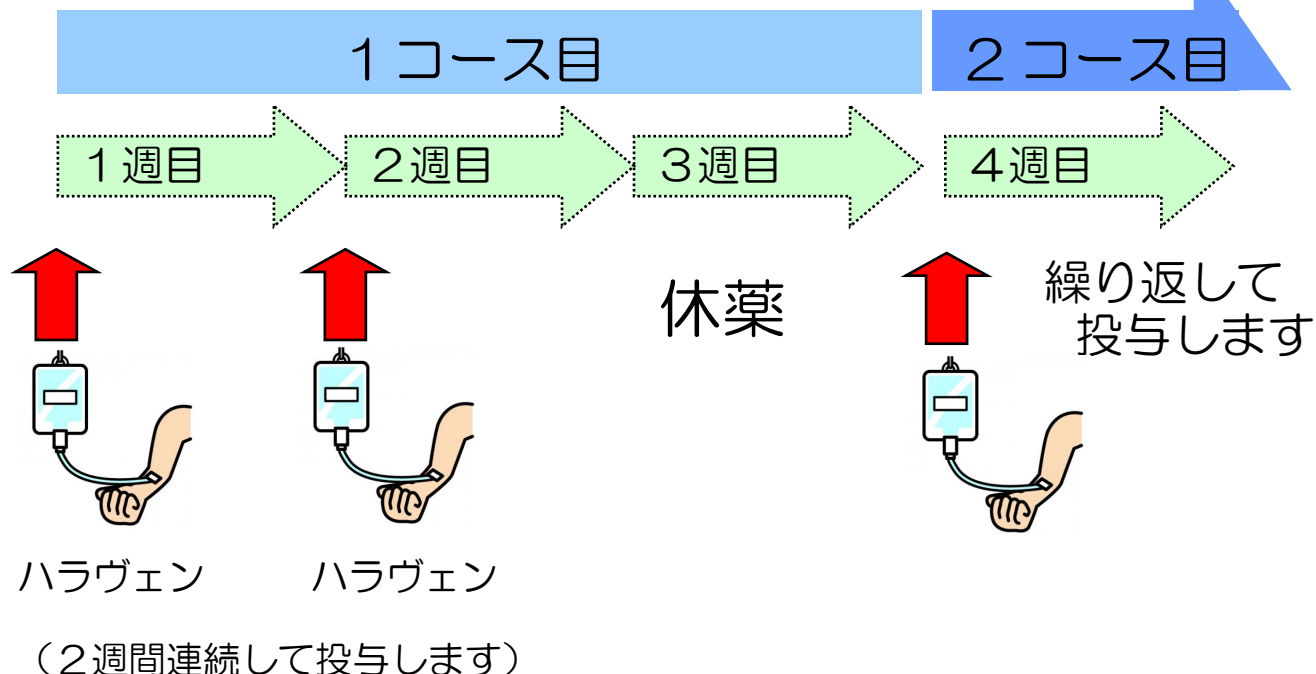 1コース目
2コース目
1週目
2週目
3週目
4週目
休薬
繰り返して
投与します
ハラヴェン
ハラヴェン
（2週間連続して投与します）